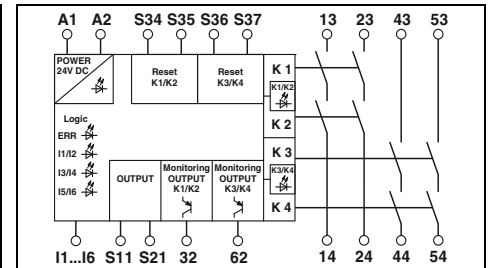 A1 A2 S34 S35 S36 S37 13 23 43 53
POWER
24V DC
Reset
K1/K2
Reset
K3/K4
K 1
K1/K2
K 2
Logic
ERR
I1/I2
I3/I4
I5/I6
K 3
K3/K4
K 4
OUTPUT
Monitoring
OUTPUT
K1/K2
Monitoring
OUTPUT
K3/K4
I1...I6 S11 S21 32 62 14 24 44 54